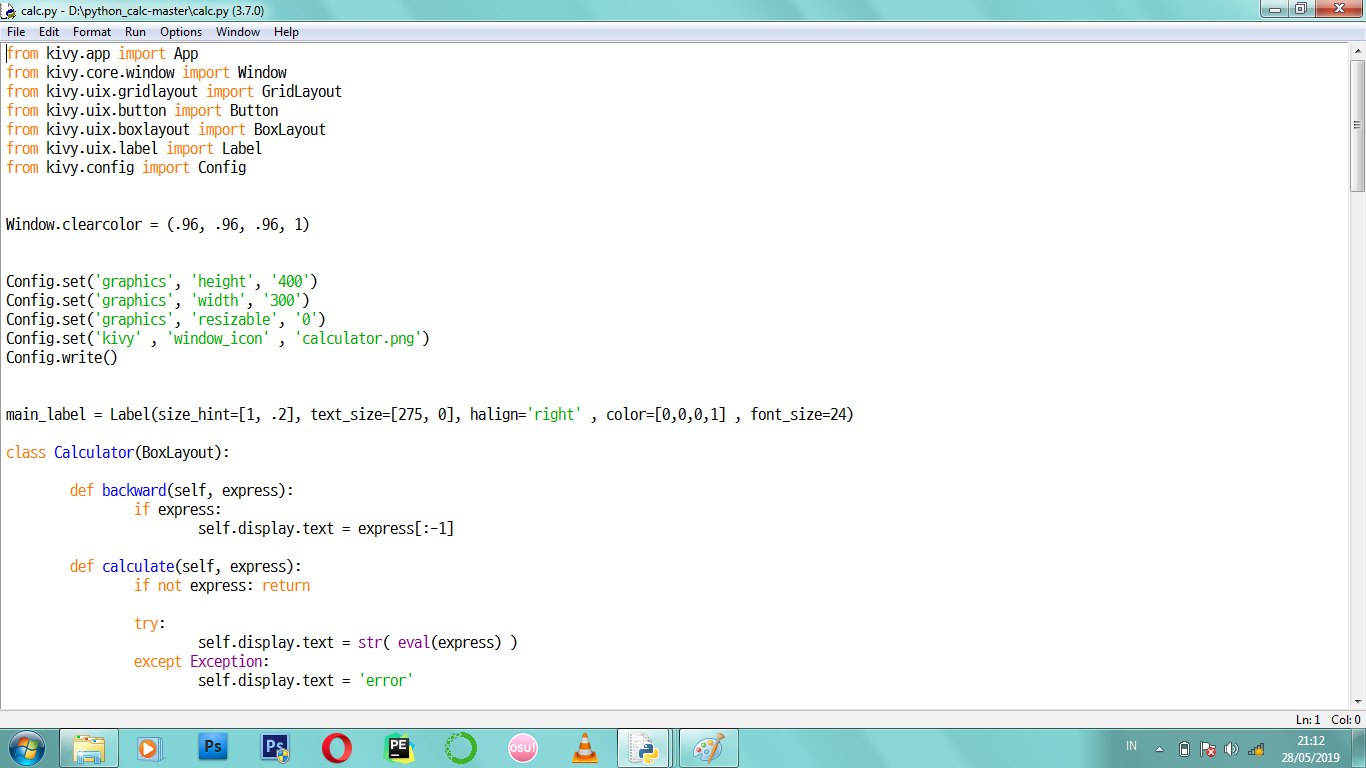 calc.py - D:\python_calc-master\calc.py (3.7.0)
File Edit Format Run Options Window Help
from kivy.app import App
from kivy.core.window import Window
from kivy.uix.gridlayout import GridLayout
from kivy.uix.button import Button
from kivy.uix.boxlayout import BoxLayout
from kivy.uix.label import Label
from kivy.config import Config
Window.clearcolor = (.96, .96, .96, 1)
Config.set('graphics', 'height', '400')
Config.set('graphics', 'width', '300')
Config.set('graphics', 'resizable', '0')
Config.set('kivy' , 'window_icon' , 'calculator.png')
Config.write()
main_label = Label(size_hint=[1, .2], text_size=[275, 0], halign='right' , color=[0,0,0,1] , font_size=24)
class Calculator(BoxLayout):
def backward(self, express):
if express:
self.display.text = express[:-1]
def calculate(self, express):
if not express: return
try:
self.display.text = str( eval(express) )
except Exception:
self.display.text = 'error'
Ln: 1 Col: 0
Ps Ps PE osu! IN 21:12
28/05/2019